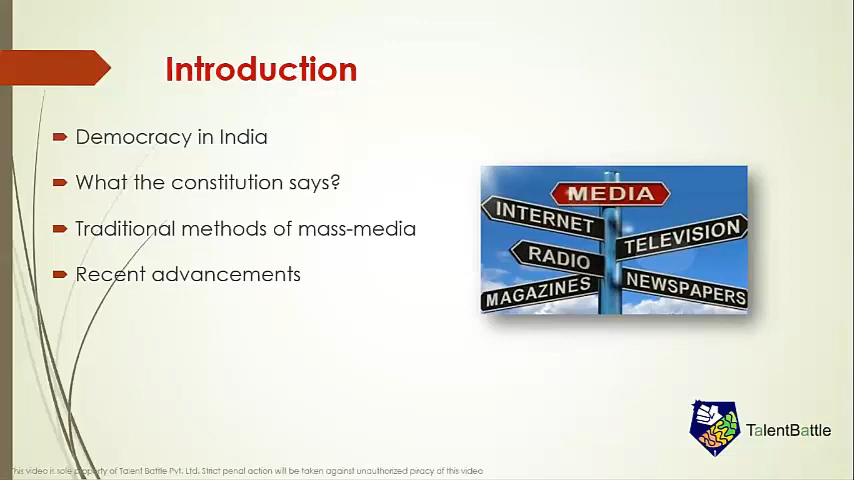 Introduction
Democracy in India
What the constitution says?
Traditional methods of mass-media
Recent advancements
MEDIA
INTERNET
TELEVISION
RADIO
MAGAZINES
NEWSPAPERS
TalentBattle
This video is sole property of Talent Battle Pvt. Ltd. Strict penal action will be taken against unauthorized piracy of this video